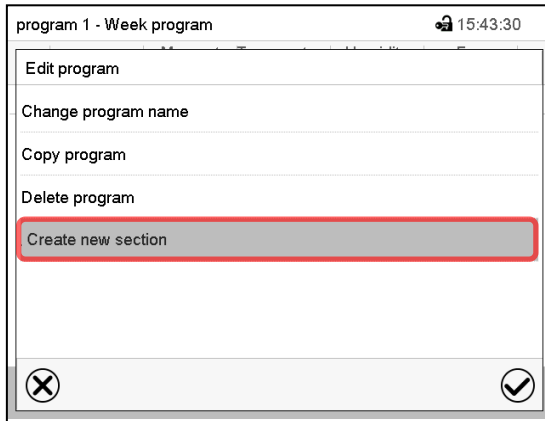 program 1 - Week program 15:43:30
Edit program
Change program name
Copy program
Delete program
Create new section